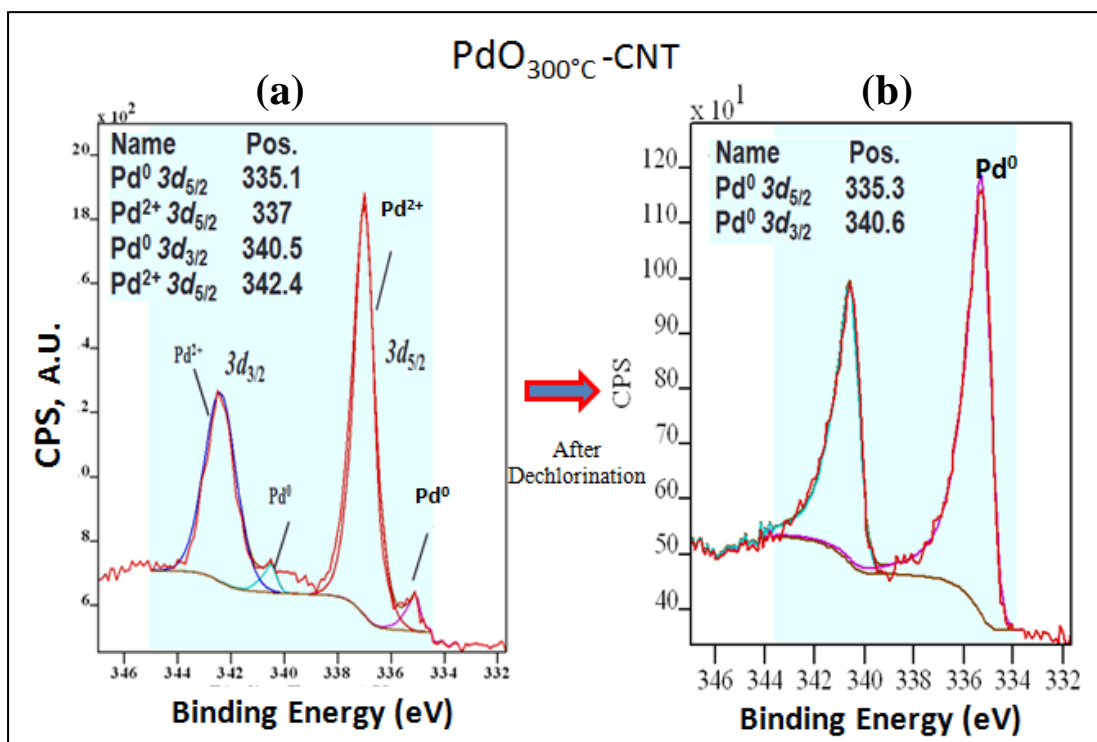 PdO300°C-CNT
(a)
x 10²
Name Pos.
Pd⁰ 3d5/2 335.1
Pd²⁺ 3d5/2 337
Pd⁰ 3d3/2 340.5
Pd²⁺ 3d5/2 342.4
20
18
.6
.4
.2
.0
6
CPS, A.U.
Pd²⁺
3d3/2
Pd⁰
Pd²⁺
3d5/2
Pd⁰
346 344 342 340 338 336 334 332
Binding Energy (eV)
After
Dechlorination
(b)
x 10¹
Name Pos.
Pd⁰ 3d5/2 335.3
Pd⁰ 3d3/2 340.6
Pd⁰
120
110
100
90
80
70
60
50
40
CPS
346 344 342 340 338 336 334 332
Binding Energy (eV)